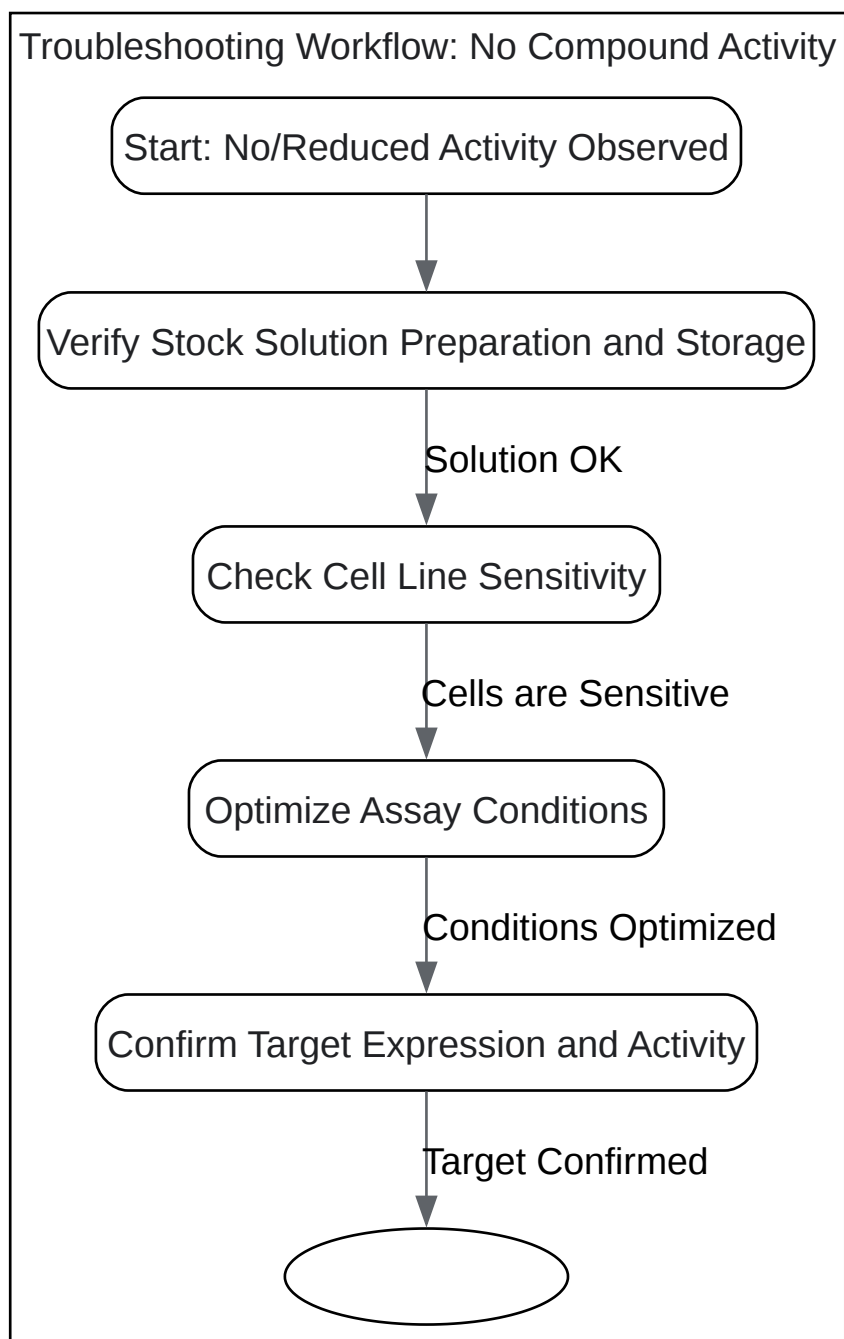 Troubleshooting Workflow: No Compound Activity
Start: No/Reduced Activity Observed
Verify Stock Solution Preparation and Storage
Solution OK
Check Cell Line Sensitivity
Cells are Sensitive
Optimize Assay Conditions
Conditions Optimized
Confirm Target Expression and Activity
Target Confirmed